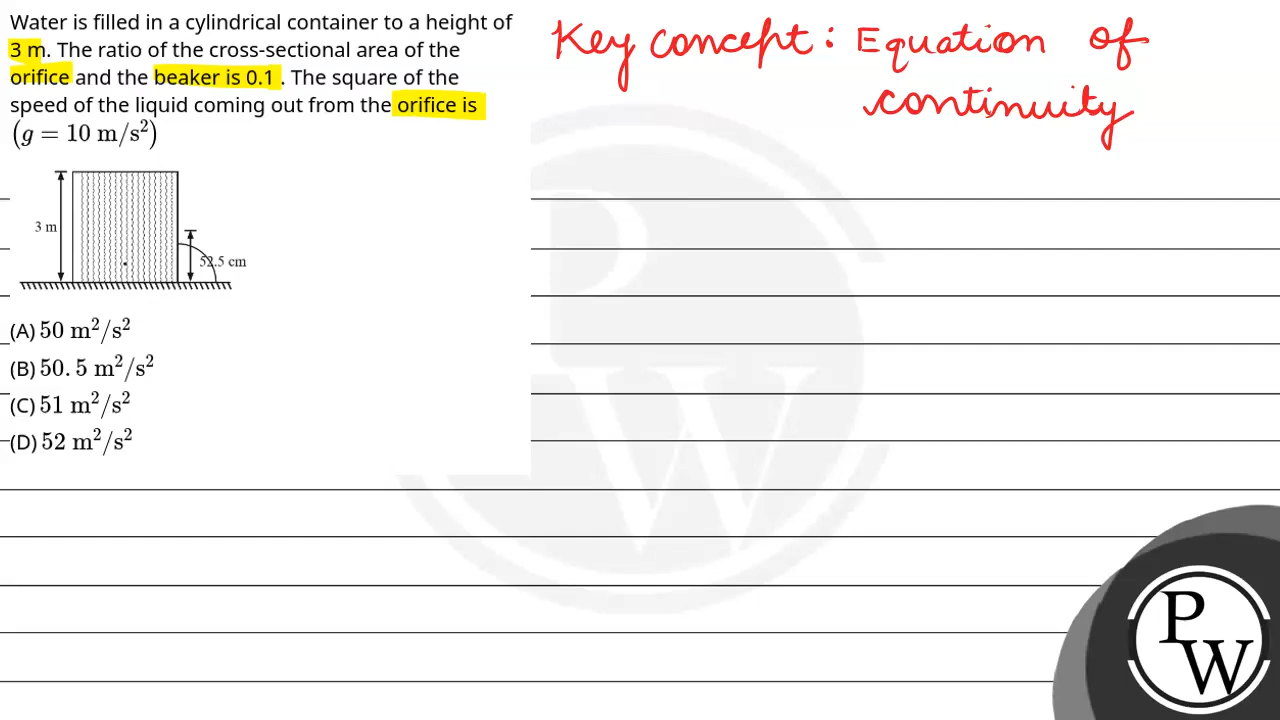 Water is filled in a cylindrical container to a height of
3 m. The ratio of the cross-sectional area of the
orifice and the beaker is 0.1 . The square of the
speed of the liquid coming out from the orifice is
(g = 10 m/s²)
3 m
52.5 cm
(A) 50 m²/s²
(B) 50. 5 m²/s²
(C) 51 m²/s²
(D) 52 m²/s²
Key concept : Equation of
continuity
PW
PW